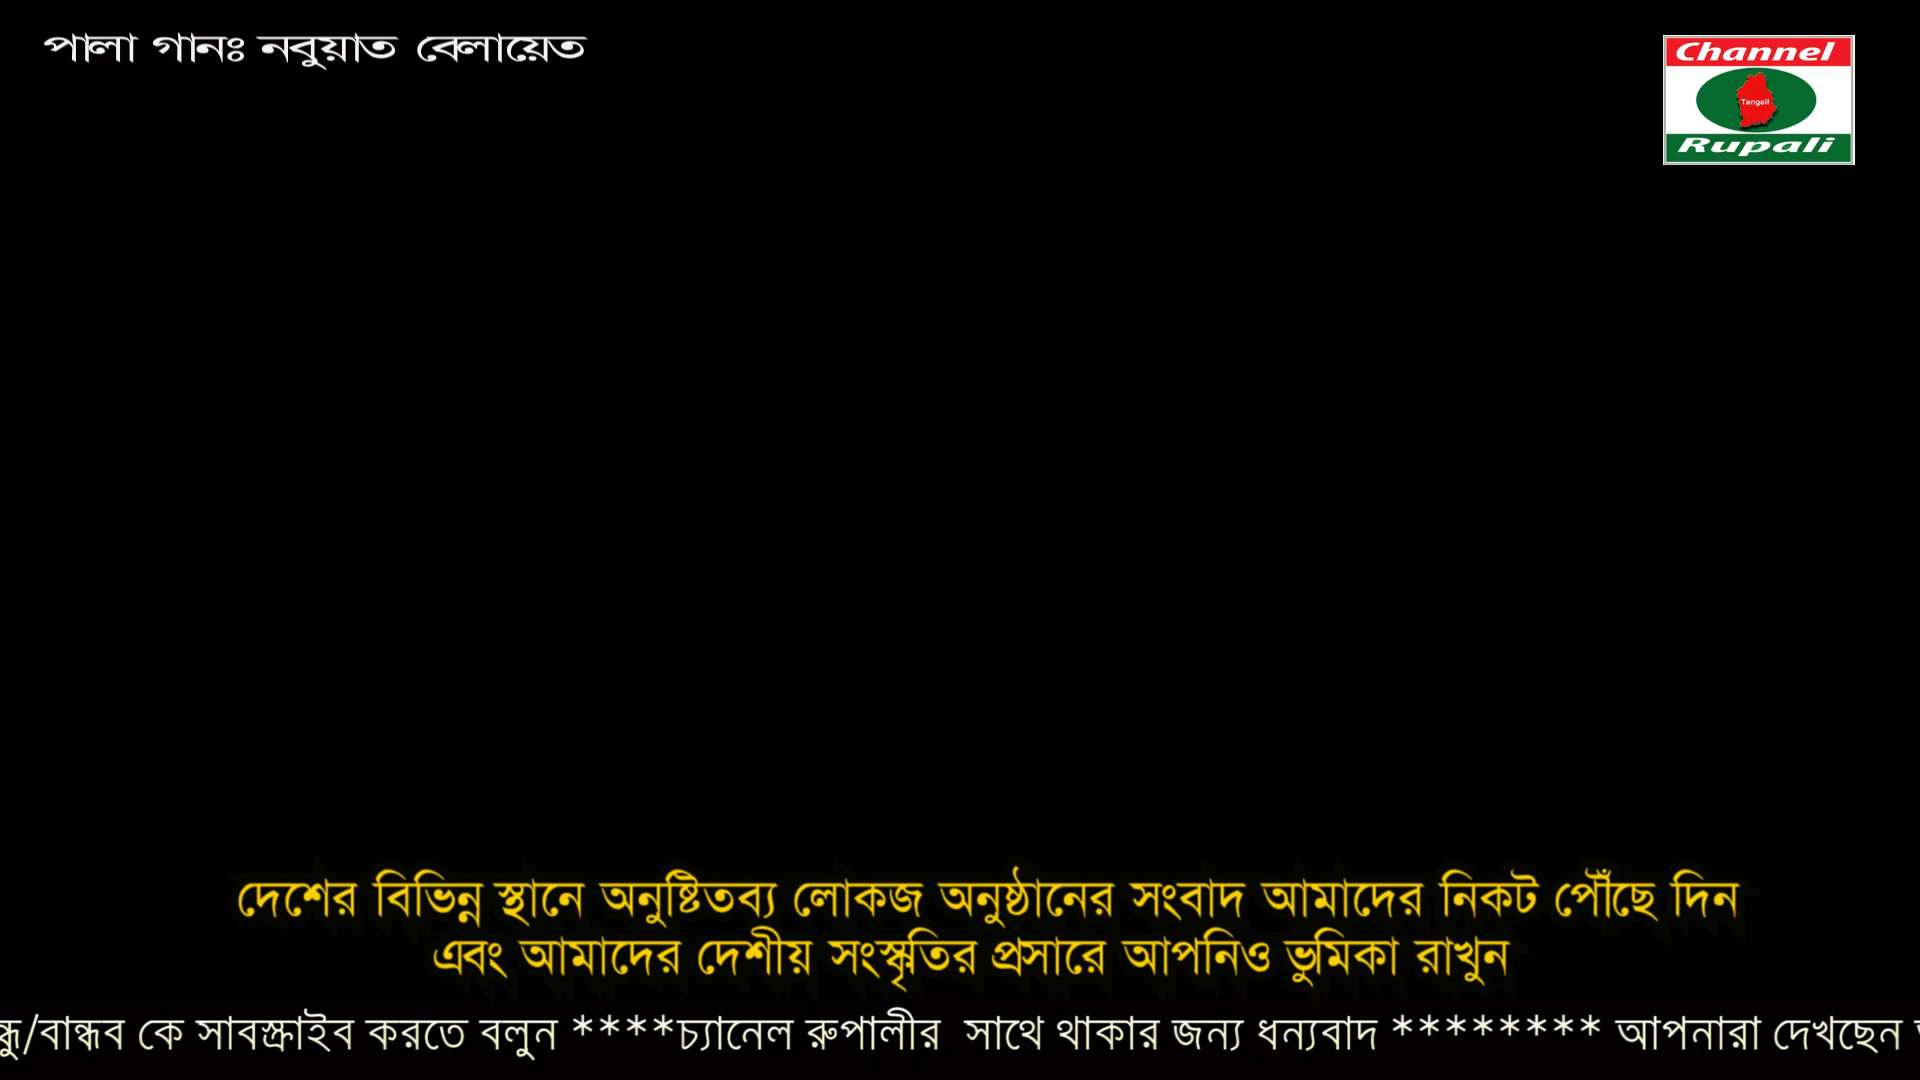 পালা গানঃ নবুয়াত বেলায়েত
Channel
Tangail
Rupali
দেশের বিভিন্ন স্থানে অনুষ্টিতব্য লোকজ অনুষ্ঠানের সংবাদ আমাদের নিকট পৌঁছে দিন
এবং আমাদের দেশীয় সংস্কৃতির প্রসারে আপনিও ভুমিকা রাখুন
/বান্ধব কে সাবস্ক্রাইব করতে বলুন ****চ্যানেল রুপালীর সাথে থাকার জন্য ধন্যবাদ ******** আপনারা দেখছেন